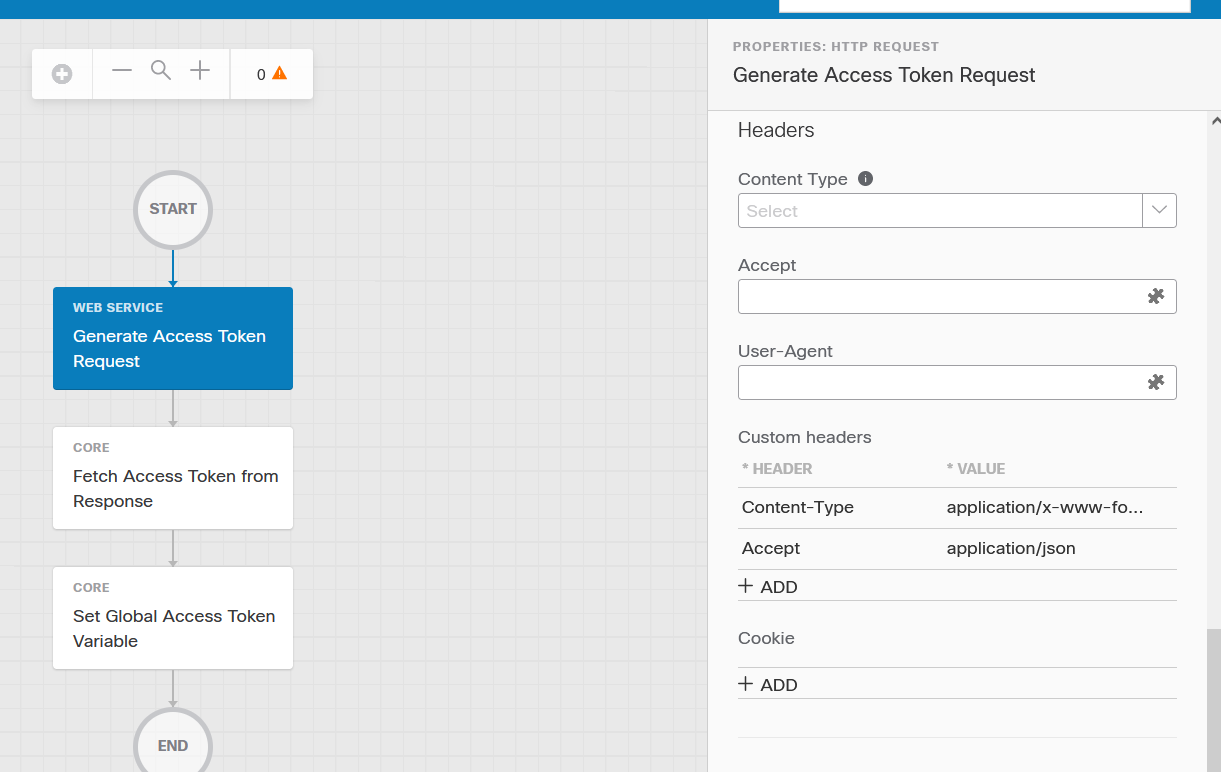 0
START
WEB SERVICE
Generate Access Token
Request
CORE
Fetch Access Token from
Response
CORE
Set Global Access Token
Variable
END
PROPERTIES: HTTP REQUEST
Generate Access Token Request
Headers
Content Type
Select
Accept
User-Agent
Custom headers
* HEADER * VALUE
Content-Type application/x-www-fo...
Accept application/json
+ ADD
Cookie
+ ADD